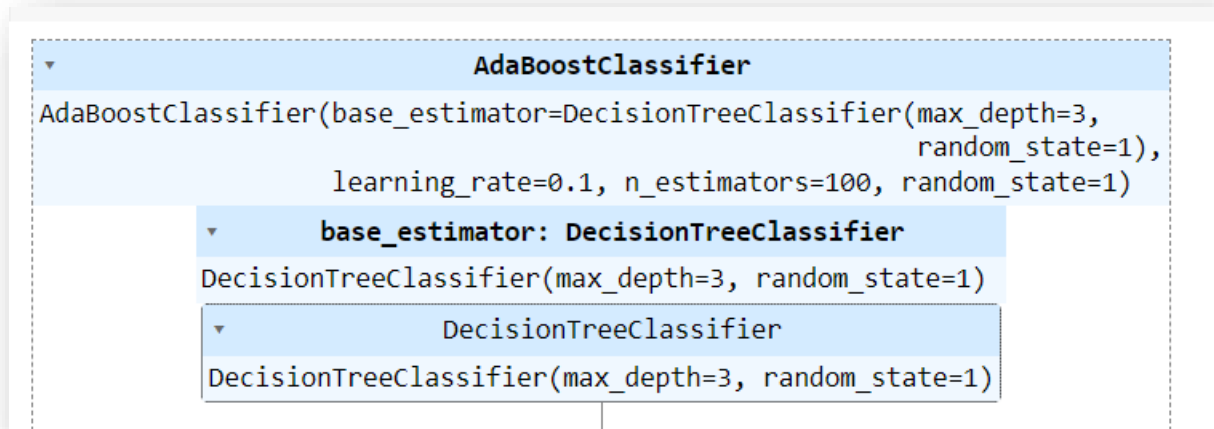 AdaBoostClassifier
AdaBoostClassifier(base_estimator=DecisionTreeClassifier(max_depth=3,
random_state=1),
learning_rate=0.1, n_estimators=100, random_state=1)
base_estimator: DecisionTreeClassifier
DecisionTreeClassifier(max_depth=3, random_state=1)
DecisionTreeClassifier
DecisionTreeClassifier(max_depth=3, random_state=1)